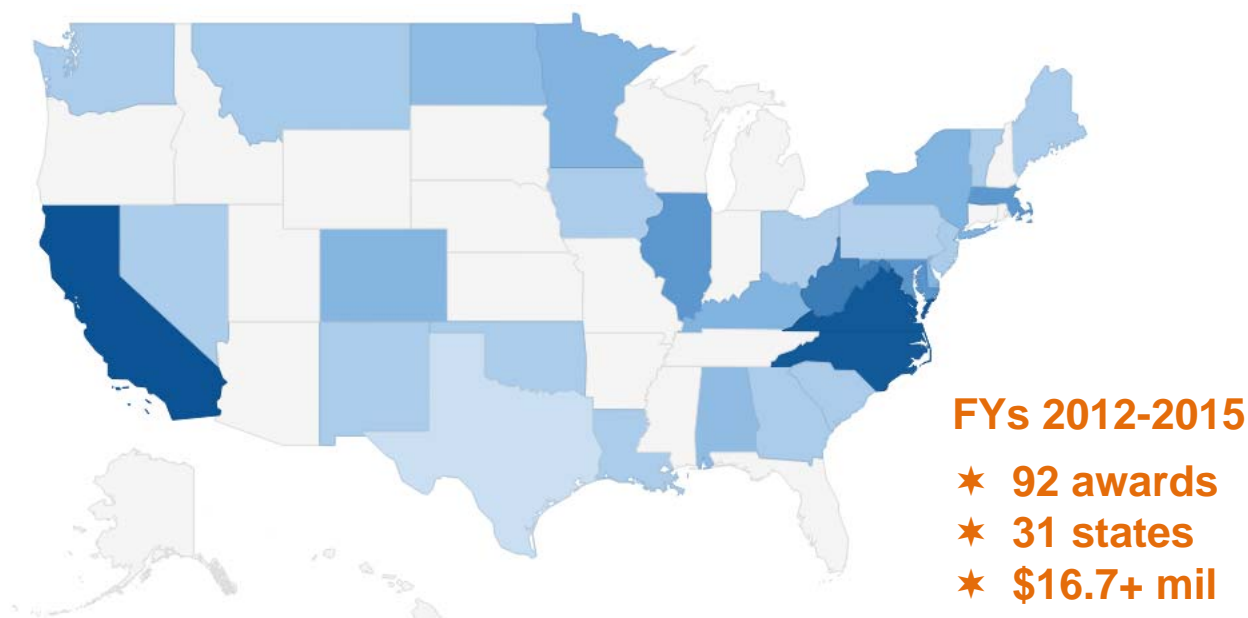 FYs 2012-2015
✶ 92 awards
✶ 31 states
✶ $16.7+ mil